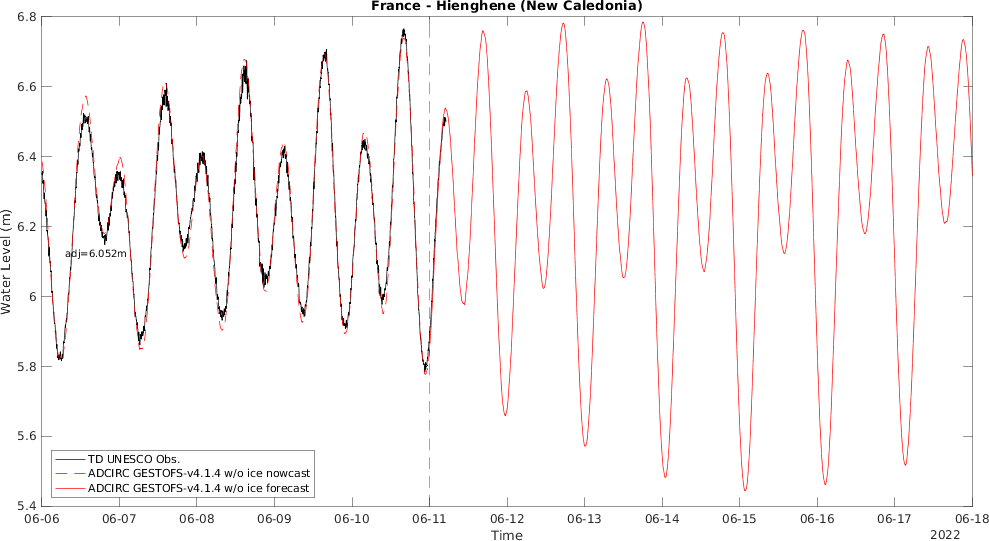 France - Hienghene (New Caledonia)
Water Level (m)
6.8
6.6
6.4
6.2
6
5.8
5.6
5.4
adj=6.052m
TD UNESCO Obs.
ADCIRC GESTOFS-v4.1.4 w/o ice nowcast
ADCIRC GESTOFS-v4.1.4 w/o ice forecast
06-06 06-07 06-08 06-09 06-10 06-11 06-12 06-13 06-14 06-15 06-16 06-17 06-18
Time
2022